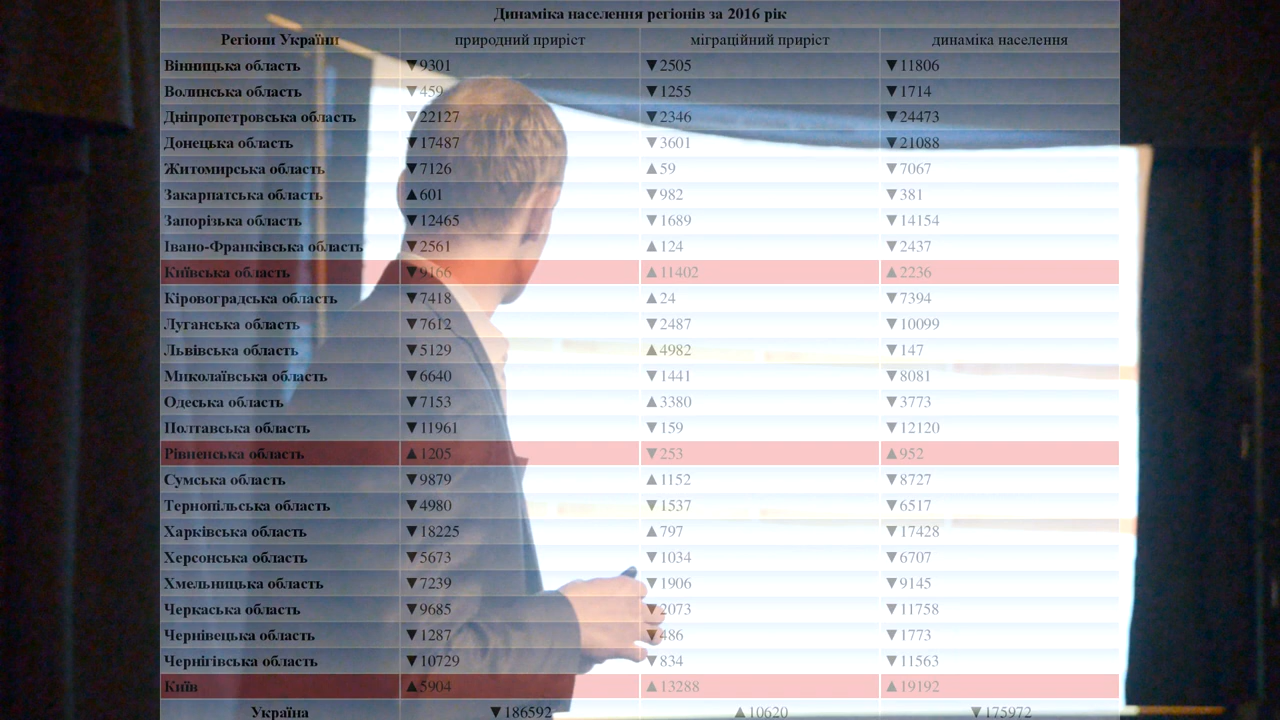 Динаміка населення регіонів за 2016 рік
Регіони України природний приріст міграційний приріст динаміка населення
Вінницька область ▼9301 ▼2505 ▼11806
Волинська область ▼459 ▼1255 ▼1714
Дніпропетровська область ▼22127 ▼2346 ▼24473
Донецька область ▼17487 ▼3601 ▼21088
Житомирська область ▼7126 ▲59 ▼7067
Закарпатська область ▲601 ▼982 ▼381
Запорізька область ▼12465 ▼1689 ▼14154
Івано-Франківська область ▼2561 ▲124 ▼2437
Київська область ▼9166 ▲11402 ▲2236
Кіровоградська область ▼7418 ▲24 ▼7394
Луганська область ▼7612 ▼2487 ▼10099
Львівська область ▼5129 ▲4982 ▼147
Миколаївська область ▼6640 ▼1441 ▼8081
Одеська область ▼7153 ▲3380 ▼3773
Полтавська область ▼11961 ▼159 ▼12120
Рівненська область ▲1205 ▼253 ▲952
Сумська область ▼9879 ▲1152 ▼8727
Тернопільська область ▼4980 ▼1537 ▼6517
Харківська область ▼18225 ▲797 ▼17428
Херсонська область ▼5673 ▼1034 ▼6707
Хмельницька область ▼7239 ▼1906 ▼9145
Черкаська область ▼9685 ▼2073 ▼11758
Чернівецька область ▼1287 ▼486 ▼1773
Чернігівська область ▼10729 ▼834 ▼11563
Київ ▲5904 ▲13288 ▲19192
Україна ▼186592 ▲10620 ▼175972